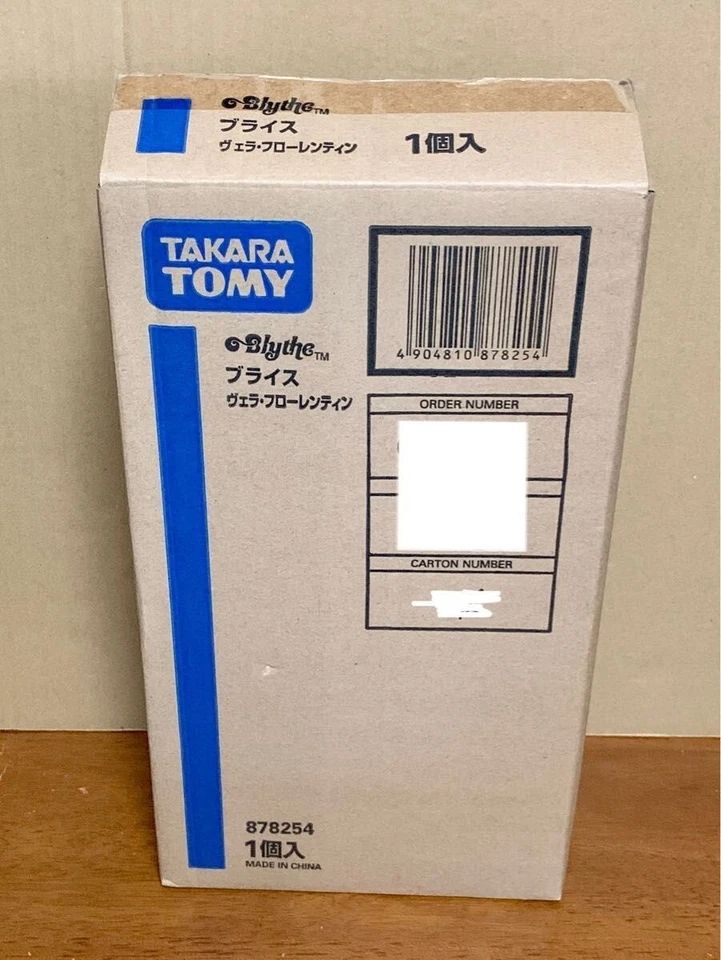 Blythe™
ブライス
ヴェラ・フローレンティン
1個入
TAKARA
TOMY
Blythe™
ブライス
ヴェラ・フローレンティン
4 904810 878254
ORDER NUMBER
CARTON NUMBER
878254
1個入
MADE IN CHINA